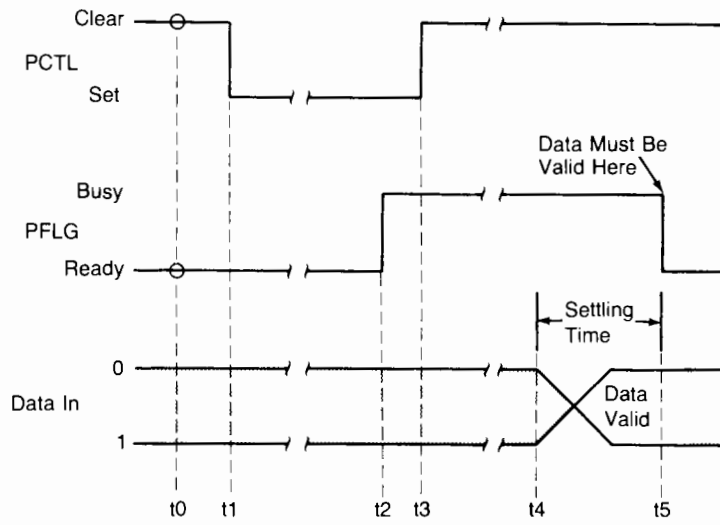 Clear
PCTL
Set
Data Must Be
Valid Here
Busy
PFLG
Ready
Settling
Time
0
Data In
Data
Valid
1
t0 t1 t2 t3 t4 t5